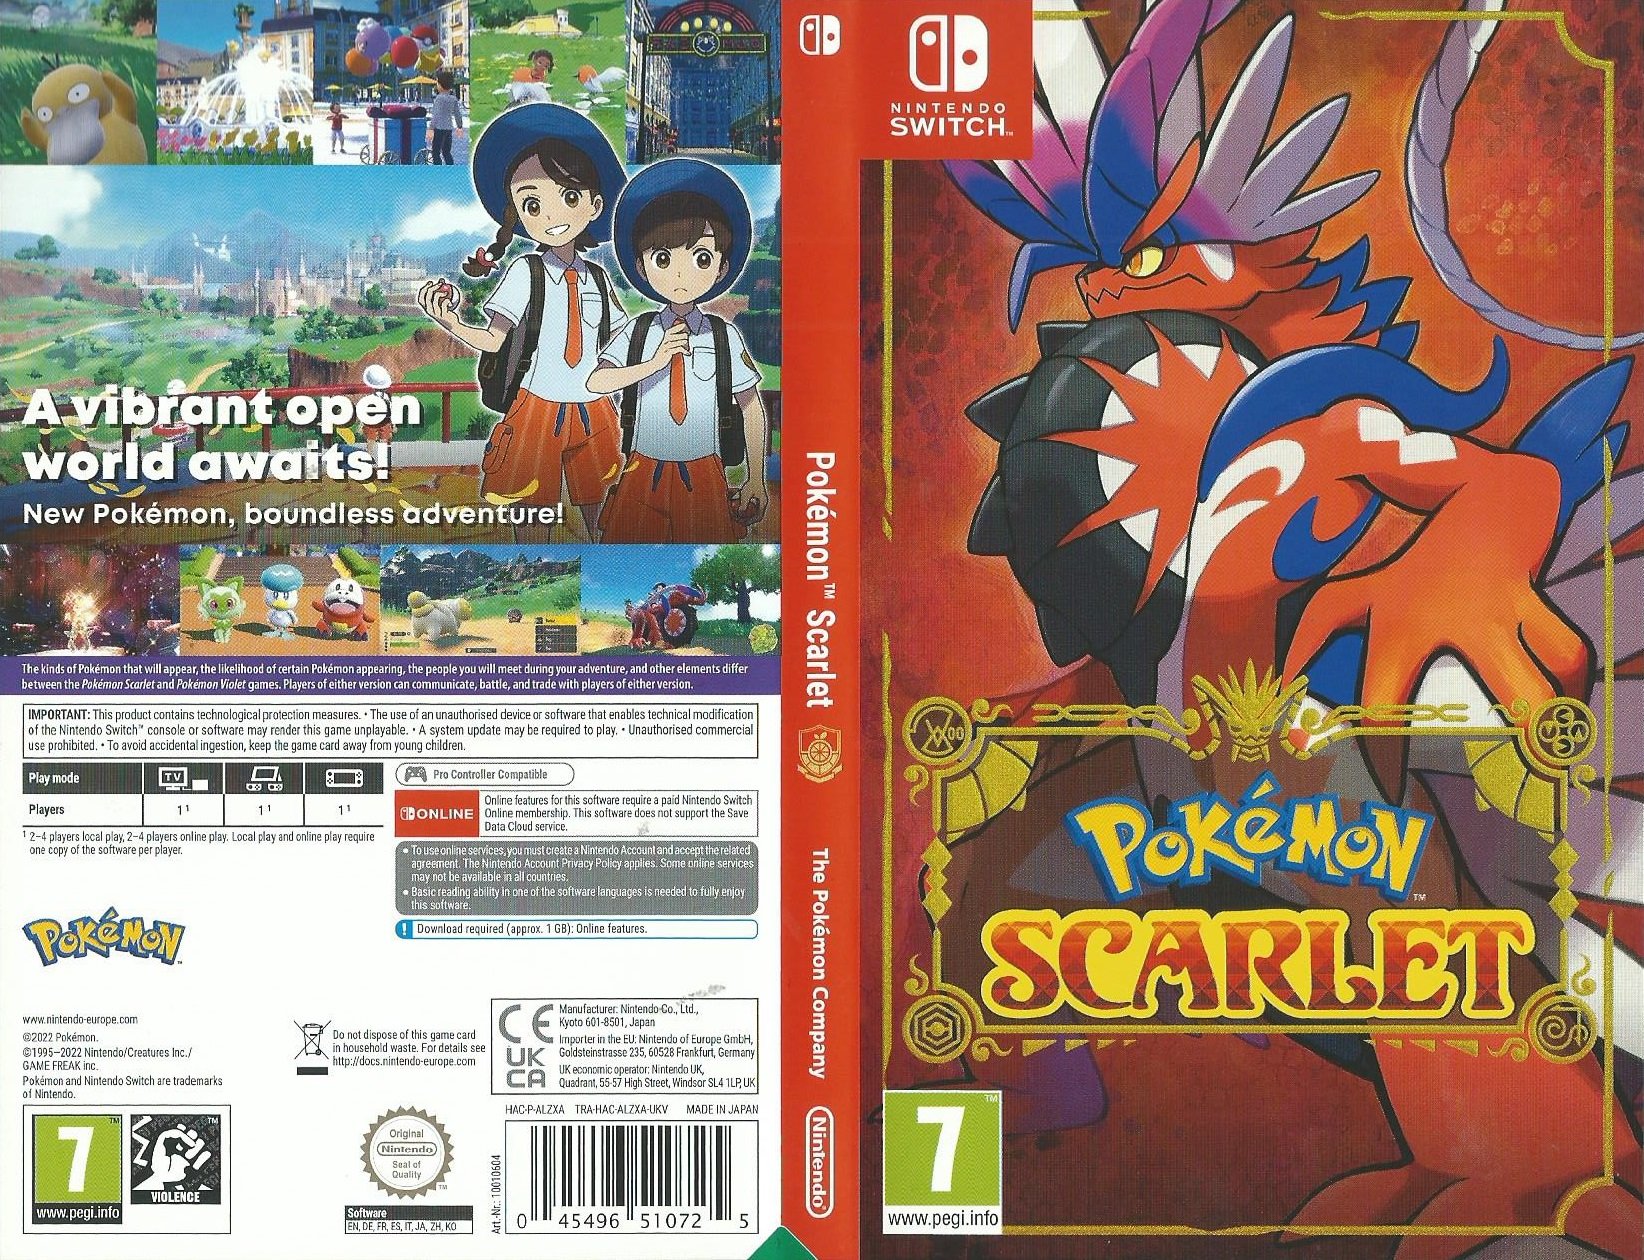 A vibrant open
world awaits!
New Pokémon, boundless adventure!
The kinds of Pokémon that will appear, the likelihood of certain Pokémon appearing, the people you will meet during your adventure, and other elements differ
between the Pokémon Scarlet and Pokémon Violet games. Players of either version can communicate, battle, and trade with players of either version.
IMPORTANT: This product contains technological protection measures. • The use of an unauthorised device or software that enables technical modification
of the Nintendo Switch™ console or software may render this game unplayable. • A system update may be required to play. • Unauthorised commercial
use prohibited. • To avoid accidental ingestion, keep the game card away from young children.
Play mode
TV
Players
1¹ 1¹ 1¹
¹ 2–4 players local play, 2–4 players online play. Local play and online play require
one copy of the software per player.
Pro Controller Compatible
ONLINE
Online features for this software require a paid Nintendo Switch
Online membership. This software does not support the Save
Data Cloud service.
• To use online services, you must create a Nintendo Account and accept the related
agreement. The Nintendo Account Privacy Policy applies. Some online services
may not be available in all countries.
• Basic reading ability in one of the software languages is needed to fully enjoy
this software.
! Download required (approx. 1 GB): Online features.
POKéMON™
www.nintendo-europe.com
©2022 Pokémon.
©1995–2022 Nintendo/Creatures Inc./
GAME FREAK inc.
Pokémon and Nintendo Switch are trademarks
of Nintendo.
Do not dispose of this game card
in household waste. For details see
http://docs.nintendo-europe.com
CE
UK
CA
Manufacturer: Nintendo Co., Ltd.,
Kyoto 601-8501, Japan
Importer in the EU: Nintendo of Europe GmbH,
Goldsteinstrasse 235, 60528 Frankfurt, Germany
UK economic operator: Nintendo UK,
Quadrant, 55-57 High Street, Windsor SL4 1LP, UK
HAC-P-ALZXA TRA-HAC-ALZXA-UKV MADE IN JAPAN
7™
www.pegi.info
™
VIOLENCE
Original
Nintendo
Seal of
Quality
™
Software
EN, DE, FR, ES, IT, JA, ZH, KO
Art.-Nr.: 10010604
0 45496 51072 5
Pokémon™ Scarlet
The Pokémon Company
Nintendo
NINTENDO
SWITCH™
POKéMON™
SCARLET
7™
www.pegi.info